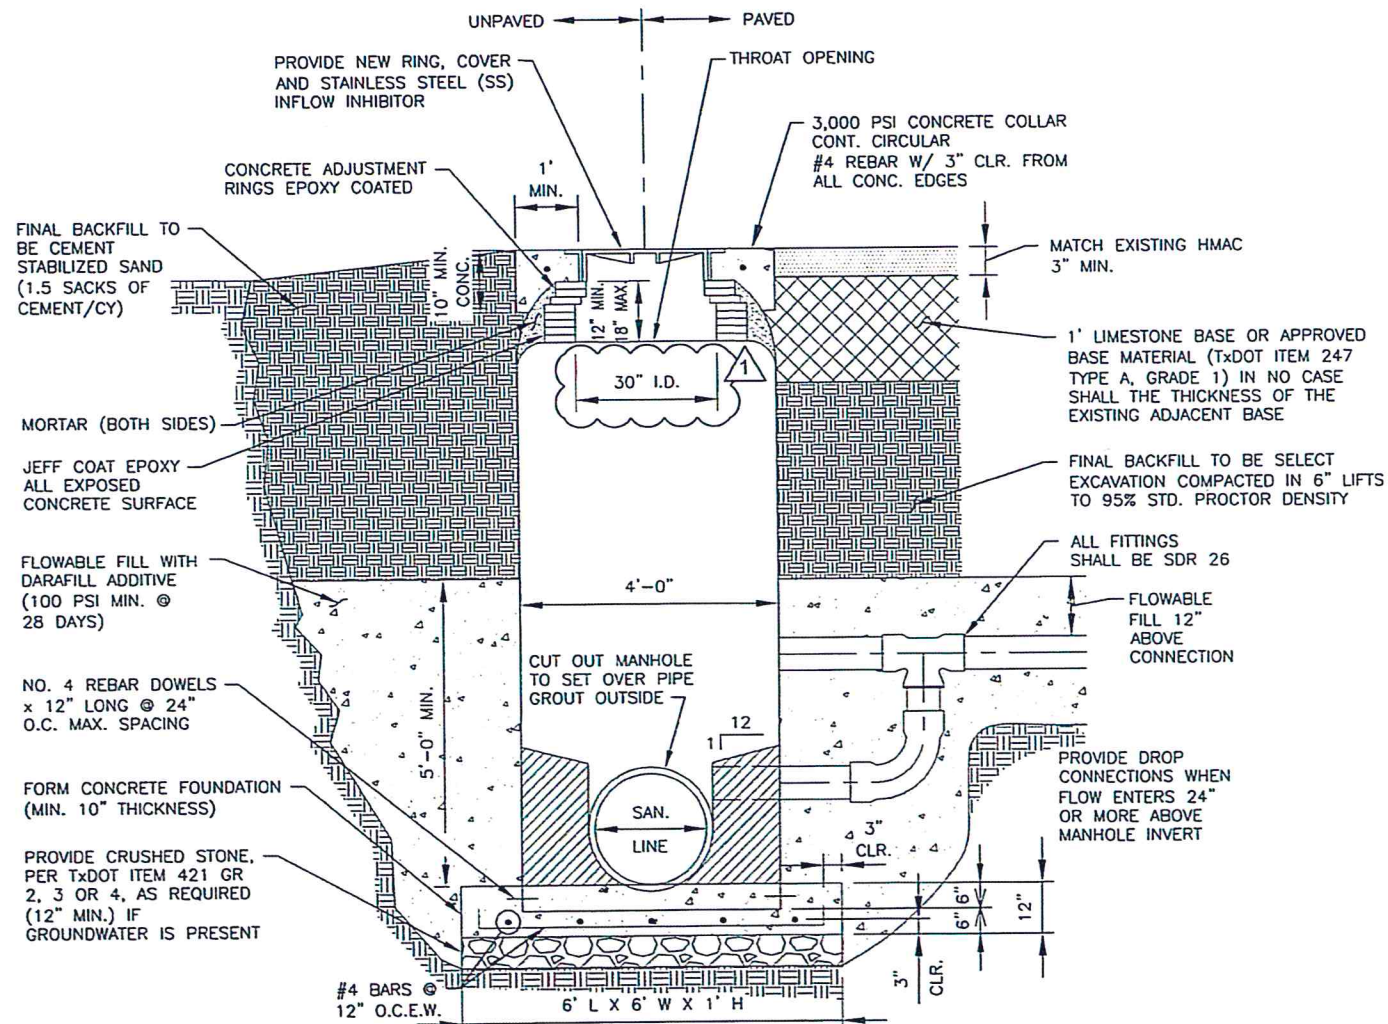 UNPAVED
PAVED
PROVIDE NEW RING, COVER
AND STAINLESS STEEL (SS)
INFLOW INHIBITOR
THROAT OPENING
3,000 PSI CONCRETE COLLAR
CONT. CIRCULAR
#4 REBAR W/ 3" CLR. FROM
ALL CONC. EDGES
CONCRETE ADJUSTMENT
RINGS EPOXY COATED
1'
MIN.
FINAL BACKFILL TO
BE CEMENT
STABILIZED SAND
(1.5 SACKS OF
CEMENT/CY)
10" MIN.
CONC.
12" MIN.
18" MAX.
MATCH EXISTING HMAC
3" MIN.
1' LIMESTONE BASE OR APPROVED
BASE MATERIAL (TxDOT ITEM 247
TYPE A, GRADE 1) IN NO CASE
SHALL THE THICKNESS OF THE
EXISTING ADJACENT BASE
30" I.D.
1
MORTAR (BOTH SIDES)
JEFF COAT EPOXY
ALL EXPOSED
CONCRETE SURFACE
FINAL BACKFILL TO BE SELECT
EXCAVATION COMPACTED IN 6" LIFTS
TO 95% STD. PROCTOR DENSITY
ALL FITTINGS
SHALL BE SDR 26
FLOWABLE FILL WITH
DARAFILL ADDITIVE
(100 PSI MIN. @
28 DAYS)
4'-0"
FLOWABLE
FILL 12"
ABOVE
CONNECTION
CUT OUT MANHOLE
TO SET OVER PIPE
GROUT OUTSIDE
NO. 4 REBAR DOWELS
x 12" LONG @ 24"
O.C. MAX. SPACING
5'-0" MIN.
12
1
PROVIDE DROP
CONNECTIONS WHEN
FLOW ENTERS 24"
OR MORE ABOVE
MANHOLE INVERT
FORM CONCRETE FOUNDATION
(MIN. 10" THICKNESS)
SAN.
LINE
3"
CLR.
PROVIDE CRUSHED STONE,
PER TxDOT ITEM 421 GR
2, 3 OR 4, AS REQUIRED
(12" MIN.) IF
GROUNDWATER IS PRESENT
6"
6"
12"
3"
CLR.
#4 BARS @
12" O.C.E.W.
6' L X 6' W X 1' H